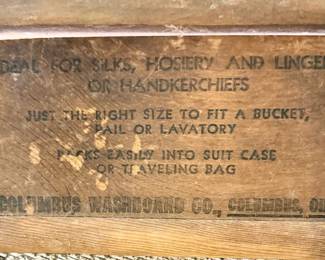 DEAL FOR SILKS, HOSIERY AND LINGE
OR HANDKERCHIEFS
JUST THE RIGHT SIZE TO FIT A BUCKET,
PAIL OR LAVATORY
PACKS EASILY INTO SUIT CASE
OR TRAVELING BAG
COLUMBUS WASHBOARD CO., COLUMBUS, OH